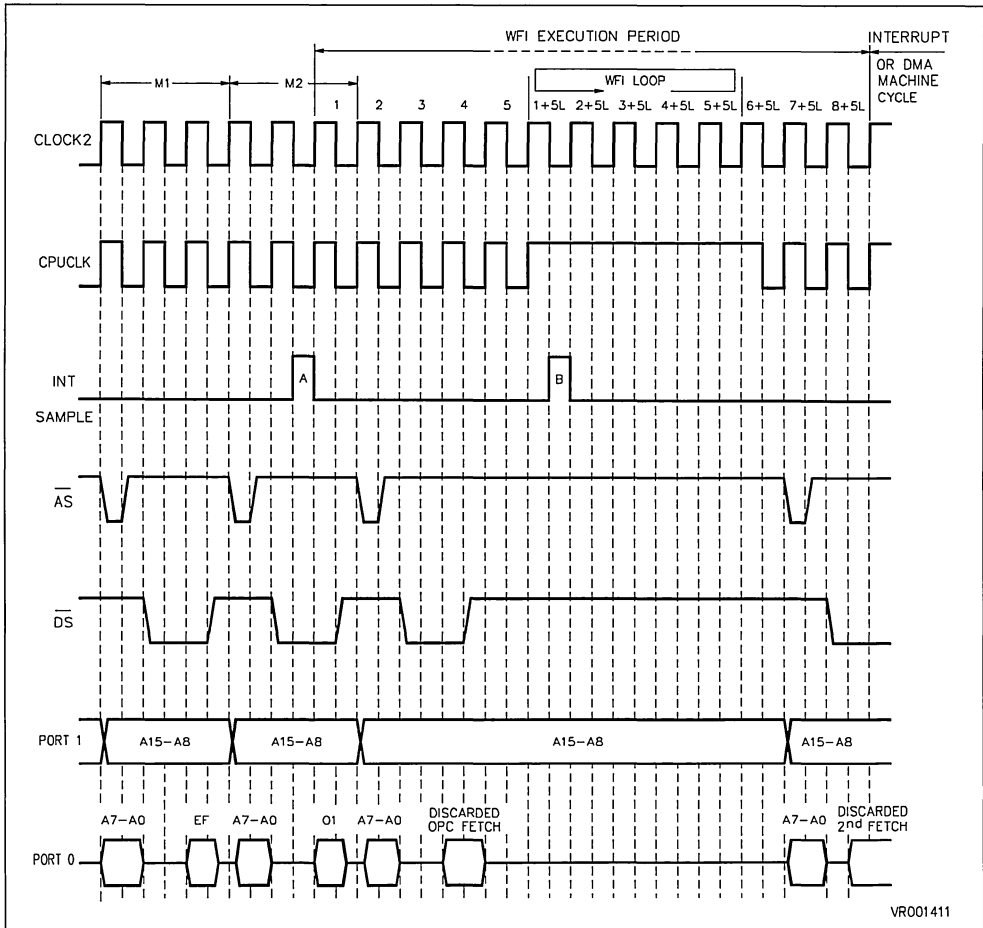 WFI EXECUTION PERIOD
INTERRUPT
OR DMA
MACHINE
CYCLE
M1
M2
WFI LOOP
1 2 3 4 5 1+5L 2+5L 3+5L 4+5L 5+5L 6+5L 7+5L 8+5L
CLOCK2
CPUCLK
INT
SAMPLE
A
B
AS
DS
PORT 1
A15-A8 A15-A8 A15-A8 A15-A8
A7-A0 EF A7-A0 01 A7-A0 DISCARDED
OPC FETCH
A7-A0 DISCARDED
2nd FETCH
PORT 0
VR001411